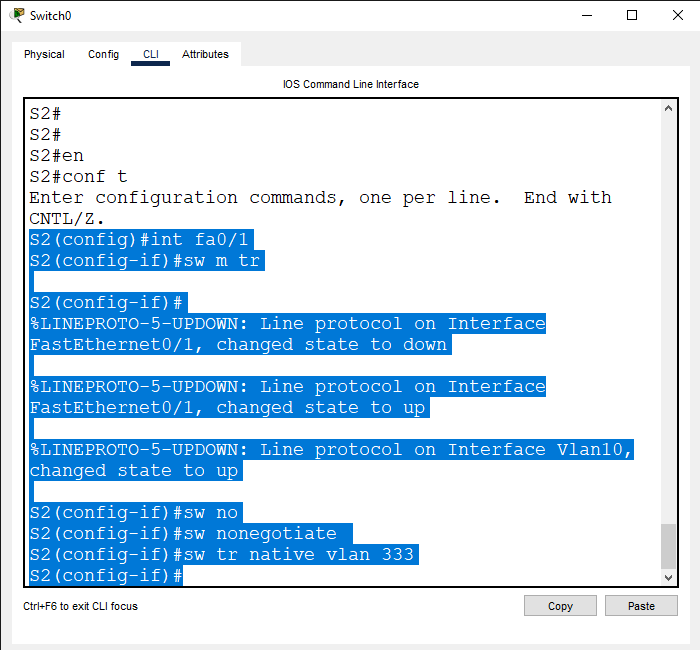 Switch0
Physical Config CLI Attributes
IOS Command Line Interface
S2#
S2#
S2#en
S2#conf t
Enter configuration commands, one per line.  End with
CNTL/Z.
S2(config)#int fa0/1
S2(config-if)#sw m tr
S2(config-if)#
%LINEPROTO-5-UPDOWN: Line protocol on Interface
FastEthernet0/1, changed state to down
%LINEPROTO-5-UPDOWN: Line protocol on Interface
FastEthernet0/1, changed state to up
%LINEPROTO-5-UPDOWN: Line protocol on Interface Vlan10,
changed state to up
S2(config-if)#sw no
S2(config-if)#sw nonegotiate
S2(config-if)#sw tr native vlan 333
S2(config-if)#
Ctrl+F6 to exit CLI focus
Copy Paste